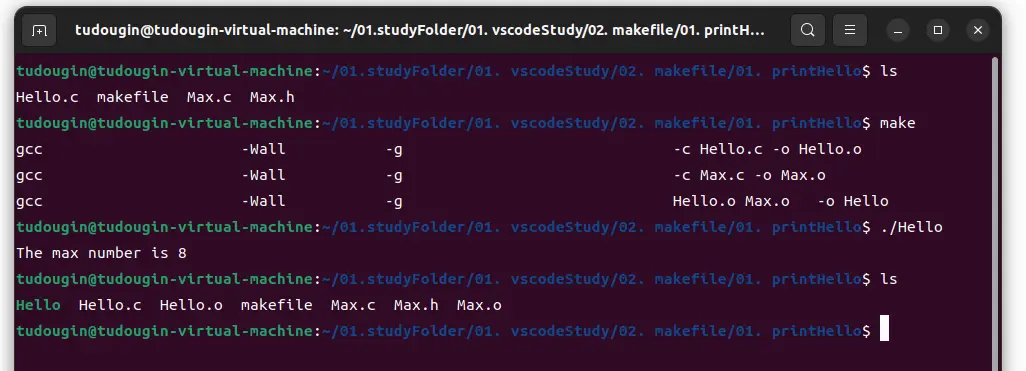 tudougin@tudougin-virtual-machine: ~/01.studyFolder/01. vscodeStudy/02. makefile/01. printH...
tudougin@tudougin-virtual-machine:~/01.studyFolder/01. vscodeStudy/02. makefile/01. printHello$ ls
Hello.c  makefile  Max.c  Max.h
tudougin@tudougin-virtual-machine:~/01.studyFolder/01. vscodeStudy/02. makefile/01. printHello$ make
gcc                      -Wall           -g                              -c Hello.c -o Hello.o
gcc                      -Wall           -g                              -c Max.c -o Max.o
gcc                      -Wall           -g                              Hello.o Max.o   -o Hello
tudougin@tudougin-virtual-machine:~/01.studyFolder/01. vscodeStudy/02. makefile/01. printHello$ ./Hello
The max number is 8
tudougin@tudougin-virtual-machine:~/01.studyFolder/01. vscodeStudy/02. makefile/01. printHello$ ls
Hello  Hello.c  Hello.o  makefile  Max.c  Max.h  Max.o
tudougin@tudougin-virtual-machine:~/01.studyFolder/01. vscodeStudy/02. makefile/01. printHello$